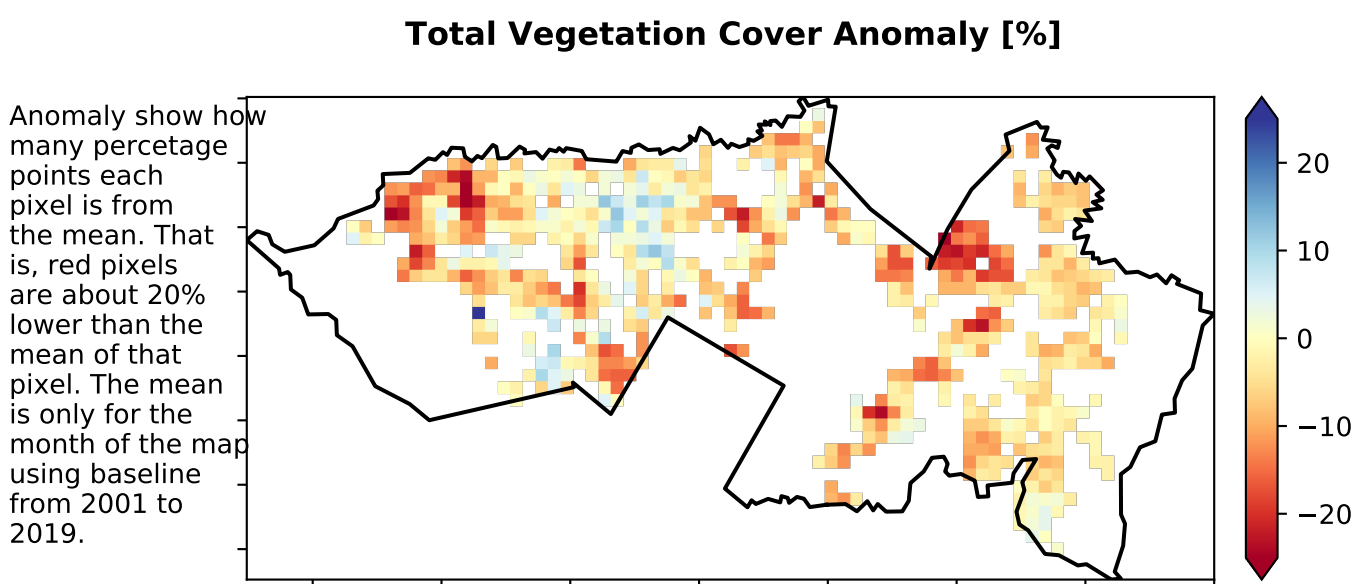 Total Vegetation Cover Anomaly [%]
Anomaly show how
many percetage
points each
pixel is from
the mean. That
is, red pixels
are about 20%
lower than the
mean of that
pixel. The mean
is only for the
month of the map
using baseline
from 2001 to
2019.
20
10
0
−10
−20